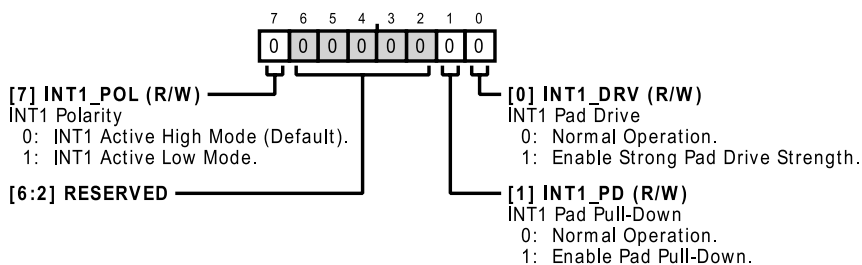 7 6 5 4 3 2 1 0
0 0 0 0 0 0 0 0
[7] INT1_POL (R/W)
INT1 Polarity
0: INT1 Active High Mode (Default).
1: INT1 Active Low Mode.
[6:2] RESERVED
[0] INT1_DRV (R/W)
INT1 Pad Drive
0: Normal Operation.
1: Enable Strong Pad Drive Strength.
[1] INT1_PD (R/W)
INT1 Pad Pull-Down
0: Normal Operation.
1: Enable Pad Pull-Down.